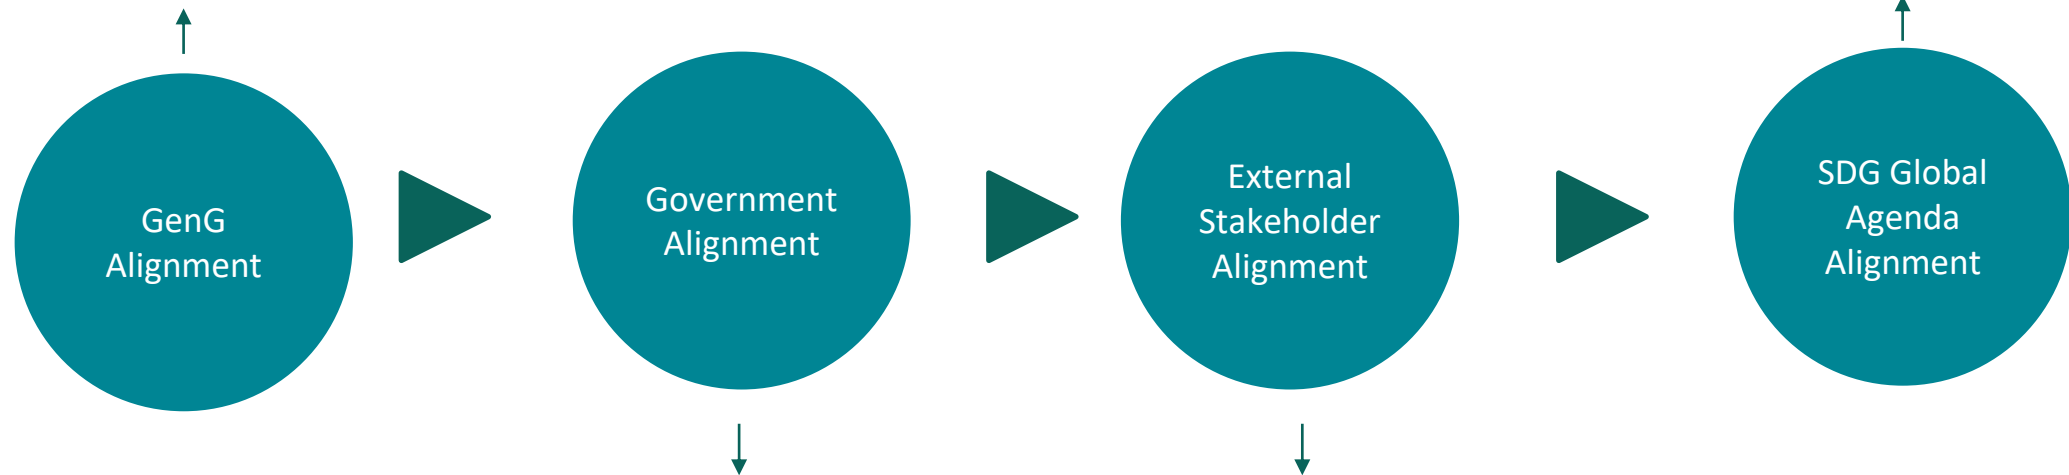 GenG
Alignment
Government
Alignment
External
Stakeholder
Alignment
SDG Global
Agenda
Alignment